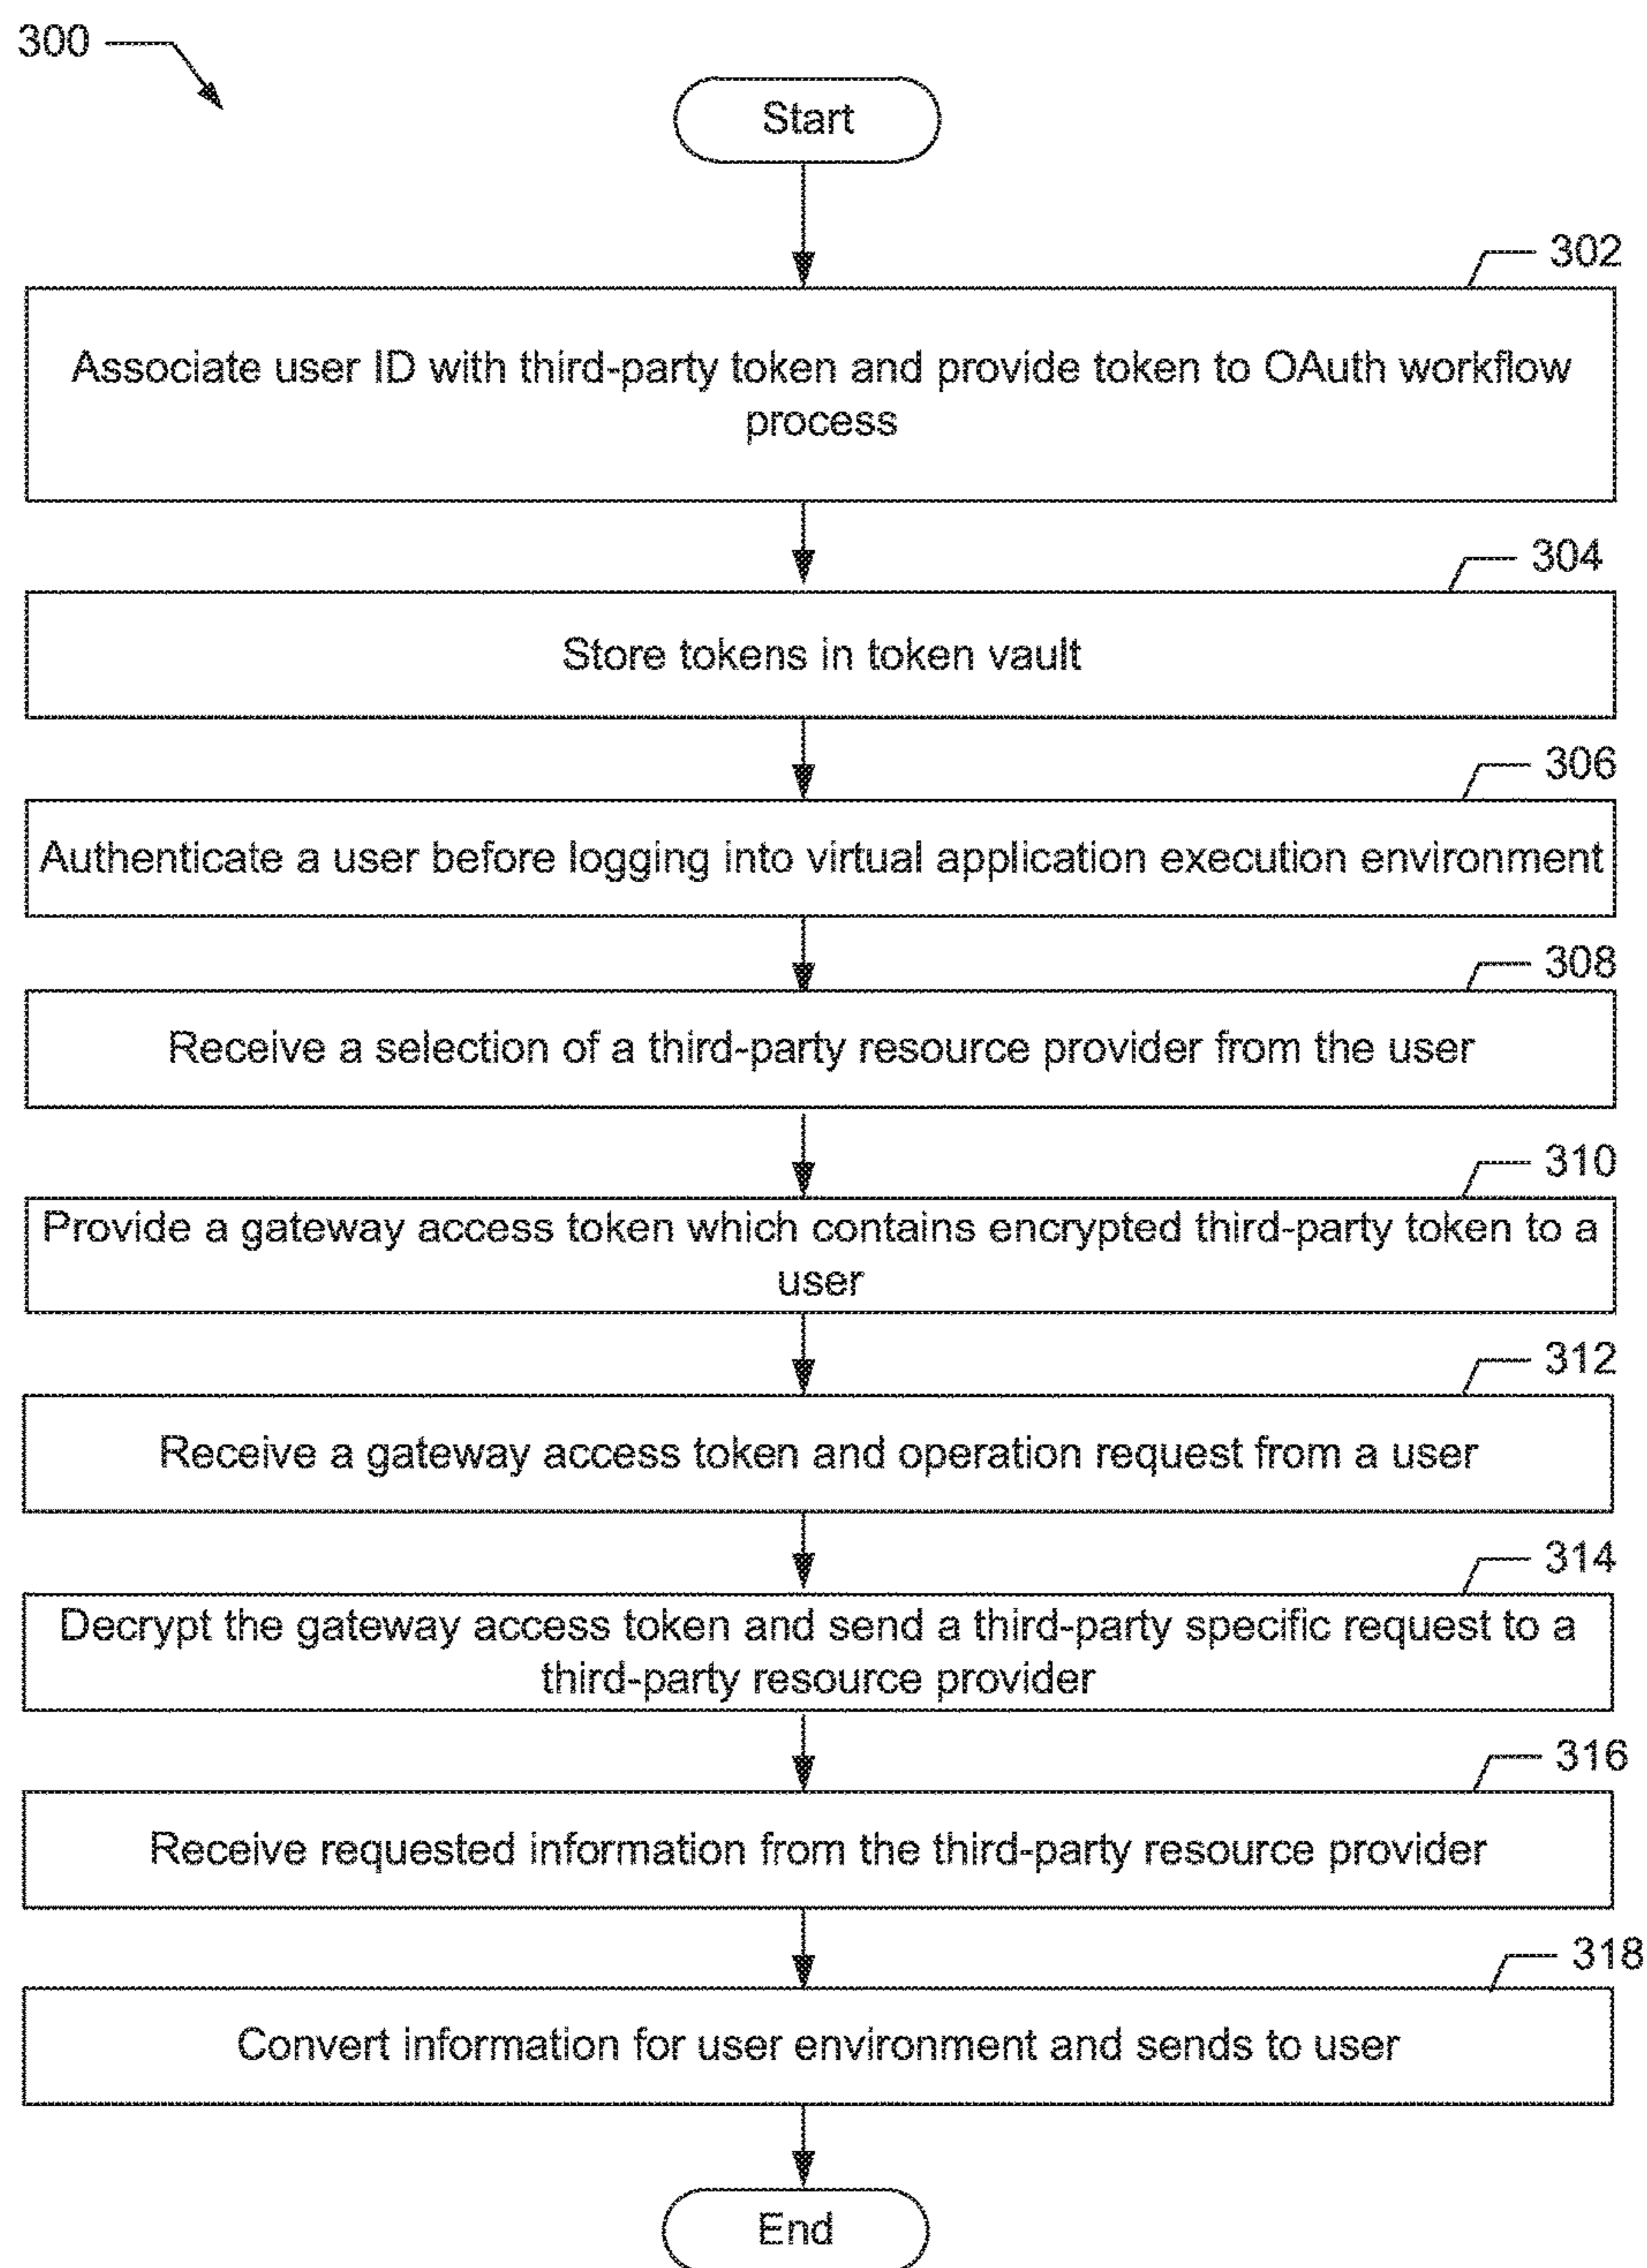 300
Start
302
Associate user ID with third-party token and provide token to OAuth workflow
process
304
Store tokens in token vault
306
Authenticate a user before logging into virtual application execution environment
308
Receive a selection of a third-party resource provider from the user
310
Provide a gateway access token which contains encrypted third-party token to a
user
312
Receive a gateway access token and operation request from a user
314
Decrypt the gateway access token and send a third-party specific request to a
third-party resource provider
316
Receive requested information from the third-party resource provider
318
Convert information for user environment and sends to user
End